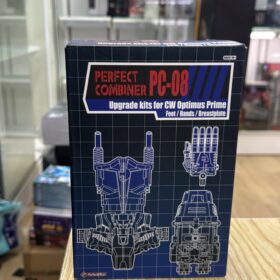 PERFECT
COMBINER PC-08
Upgrade kits for CW Optimus Prime
Feet / Hands / Breastplate